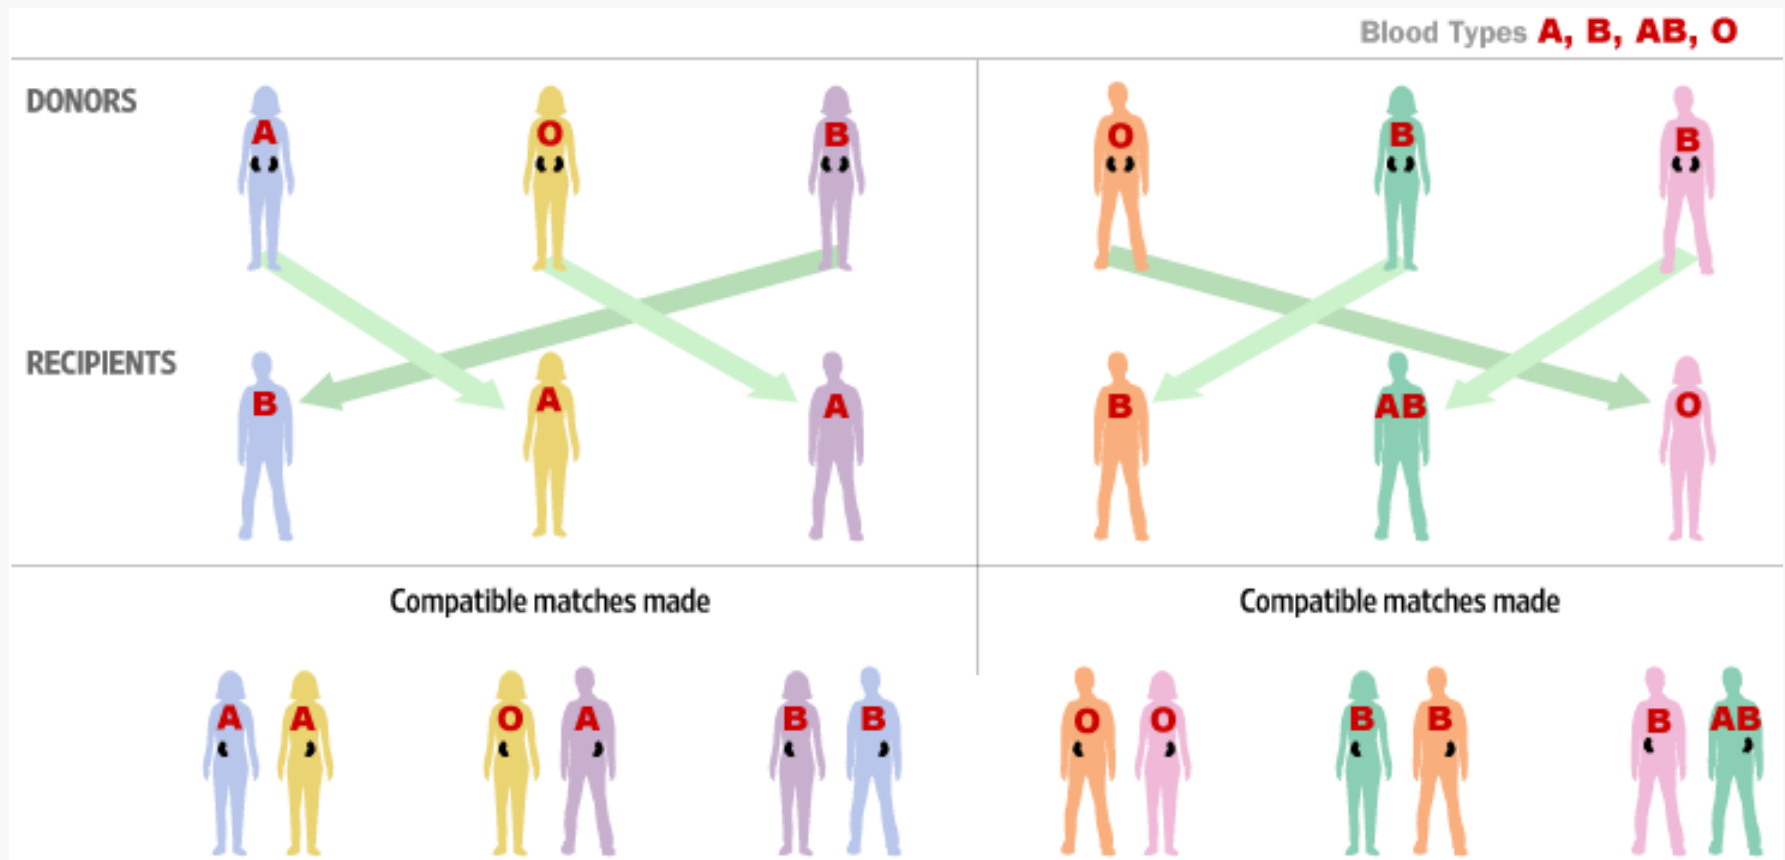 Blood Types A, B, AB, O
DONORS
A O B O B B
RECIPIENTS
B A A B AB O
Compatible matches made
Compatible matches made
A A O A B B O O B B B AB